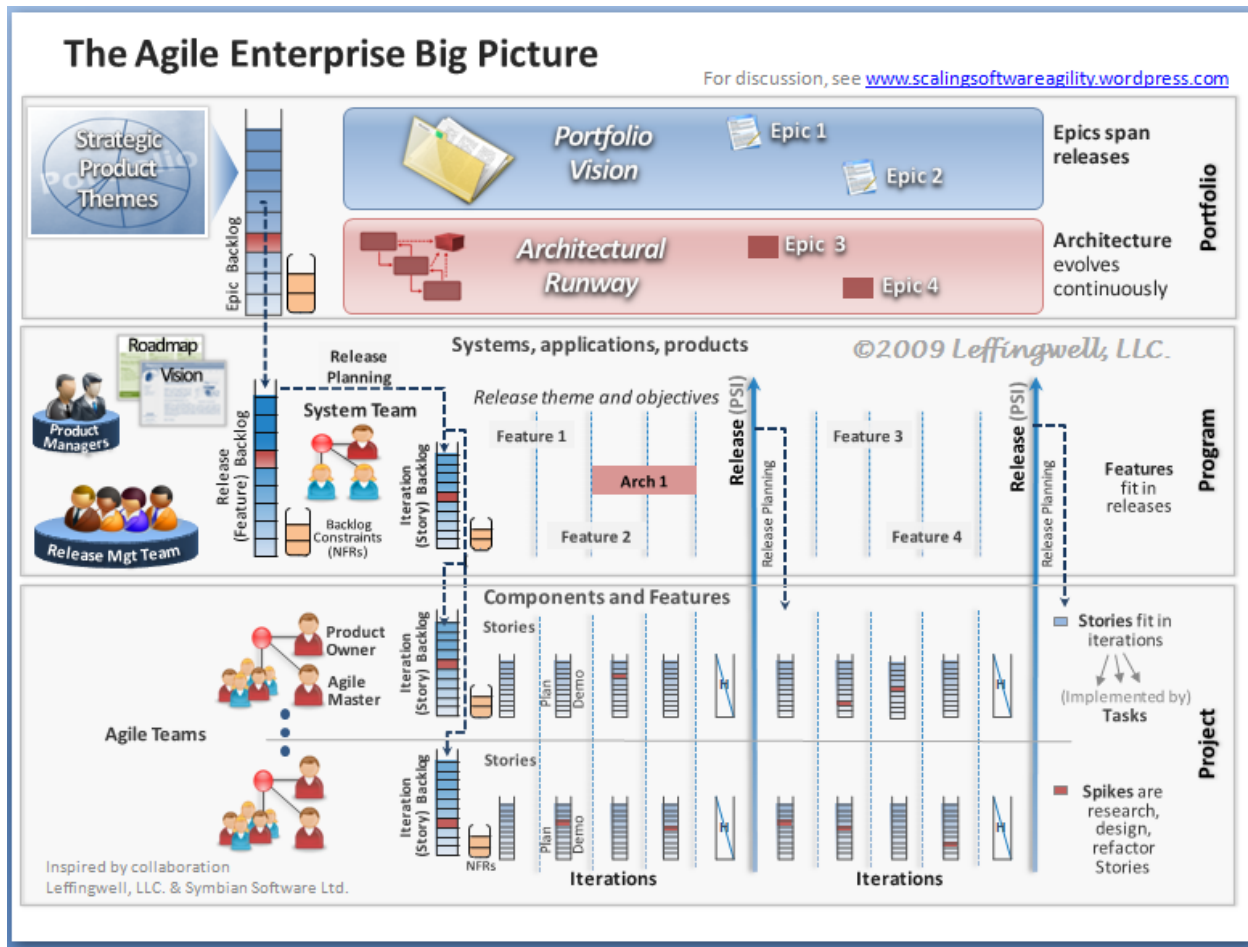 The Agile Enterprise Big Picture
For discussion, see www.scalingsoftwareagility.wordpress.com
Strategic
Product
Themes
Epic Backlog
Portfolio
Vision
Epic 1
Epic 2
Epics span
releases
Portfolio
Architectural
Runway
Epic 3
Epic 4
Architecture
evolves
continuously
Roadmap
Vision
Product
Managers
Release Mgt Team
Release
(Feature) Backlog
Release
Planning
System Team
Backlog
Constraints
(NFRs)
Iteration
(Story) Backlog
Systems, applications, products
©2009 Leffingwell, LLC.
Release theme and objectives
Feature 1
Arch 1
Feature 2
Release (PSI)
Release Planning
Feature 3
Feature 4
Release (PSI)
Release Planning
Features
fit in
releases
Program
Components and Features
Product
Owner
Agile
Master
Agile Teams
Iteration
(Story) Backlog
Stories
Plan
Demo
H
H
Stories fit in
iterations
(Implemented by)
Tasks
Project
Iteration
(Story) Backlog
NFRs
Stories
Plan
Demo
H
H
Spikes are
research,
design,
refactor
Stories
Iterations
Iterations
Inspired by collaboration
Leffingwell, LLC. & Symbian Software Ltd.